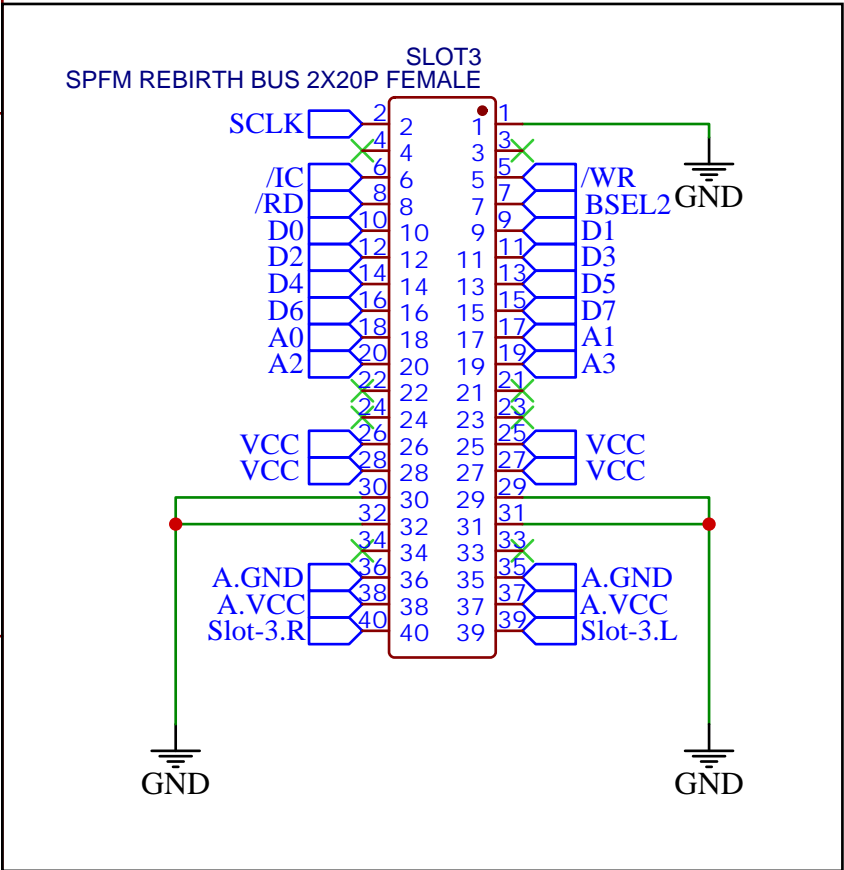 SLOT3
SPFM REBIRTH BUS 2X20P FEMALE
SCLK 2 2 1 1
4 4 3 3
/IC 6 6 5 5 /WR
/RD 8 8 7 7 BSEL2 GND
D0 10 10 9 9 D1
D2 12 12 11 11 D3
D4 14 14 13 13 D5
D6 16 16 15 15 D7
A0 18 18 17 17 A1
A2 20 20 19 19 A3
22 22 21 21
24 24 23 23
VCC 26 26 25 25 VCC
VCC 28 28 27 27 VCC
30 30 29 29
32 32 31 31
34 34 33 33
A.GND 36 36 35 35 A.GND
A.VCC 38 38 37 37 A.VCC
Slot-3.R 40 40 39 39 Slot-3.L
GND GND